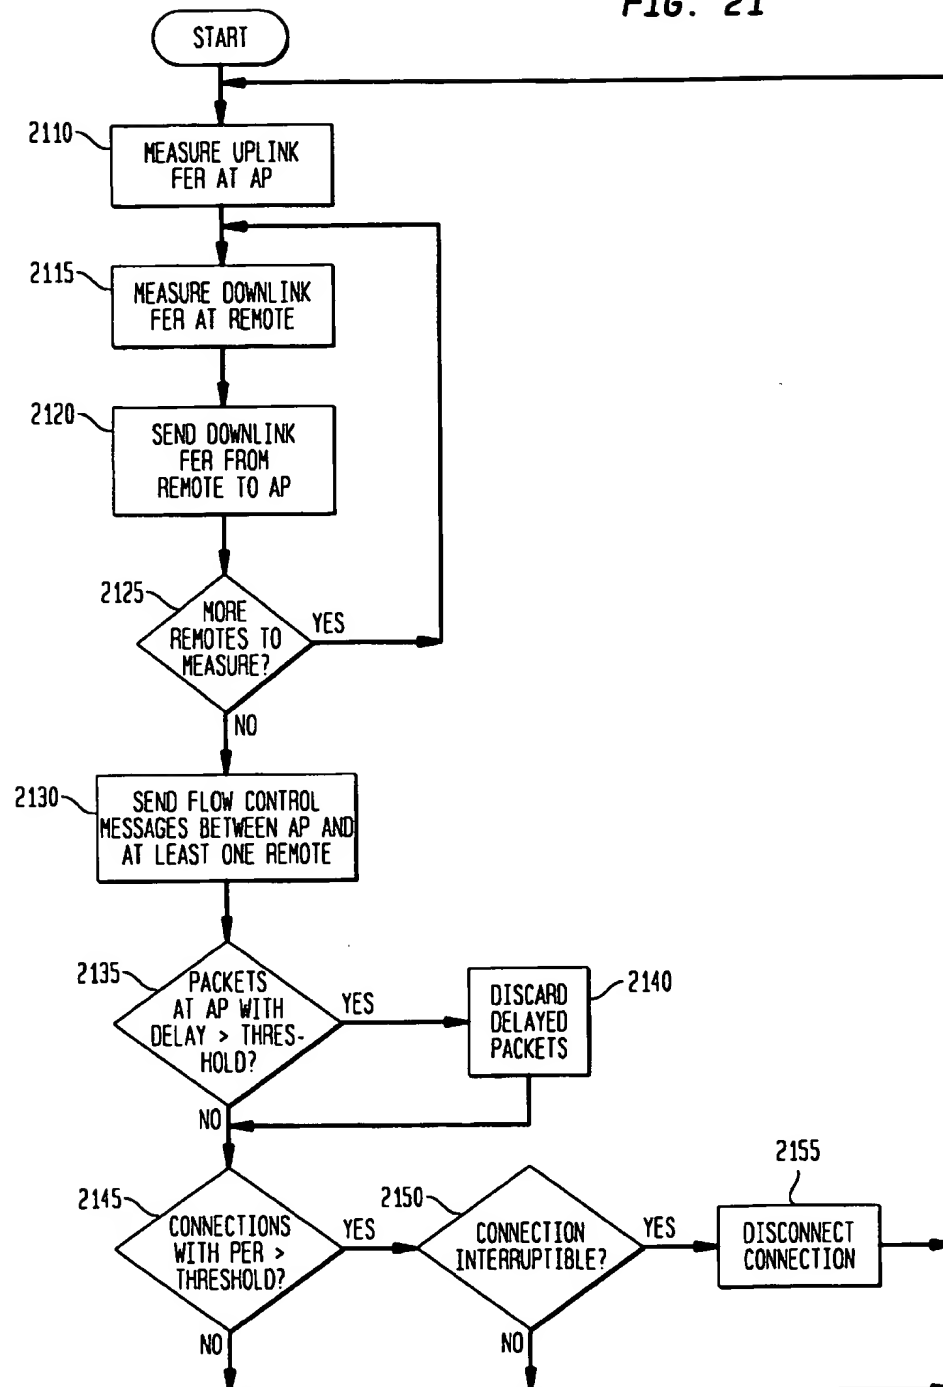 FIG. 21
START
2110
MEASURE UPLINK
FER AT AP
2115
MEASURE DOWNLINK
FER AT REMOTE
2120
SEND DOWNLINK
FER FROM
REMOTE TO AP
2125
MORE
REMOTES TO
MEASURE?
YES
NO
2130
SEND FLOW CONTROL
MESSAGES BETWEEN AP AND
AT LEAST ONE REMOTE
2135
PACKETS
AT AP WITH
DELAY > THRES-
HOLD?
YES
2140
DISCARD
DELAYED
PACKETS
NO
2145
CONNECTIONS
WITH PER >
THRESHOLD?
YES
2150
CONNECTION
INTERRUPTIBLE?
YES
2155
DISCONNECT
CONNECTION
NO
NO